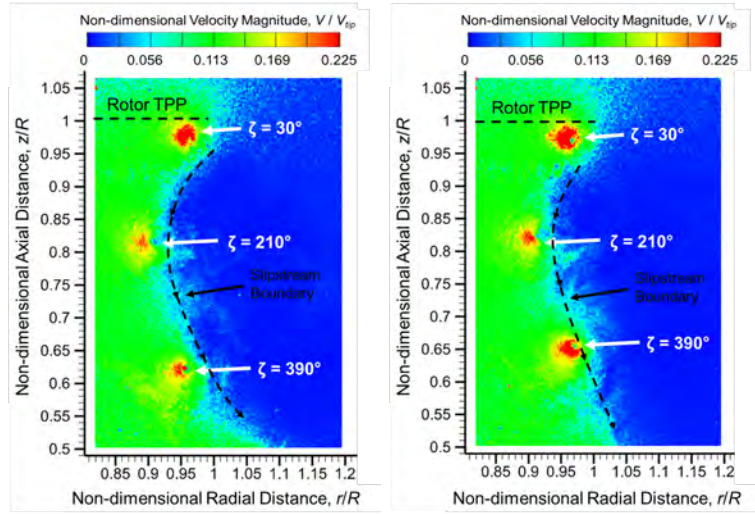 Non-dimensional Velocity Magnitude, V / Vtip
0 0.056 0.113 0.225
Non-dimensional Axial Distance, z/R
1.05
1
0.95
0.9
0.85
0.8
0.75
0.7
0.65
0.6
0.55
0.5
Rotor TPP
ζ = 30°
ζ = 210°
Slipstream
Boundary
ζ = 390°
0.85 0.9 0.95 1 1.05 1.1 1.15 1.2
Non-dimensional Radial Distance, r/R
Non-dimensional Velocity Magnitude, V / Vtip
0 0.056 0.113 0.225
Non-dimensional Axial Distance, z/R
1.05
1
0.95
0.9
0.85
0.8
0.75
0.7
0.65
0.6
0.55
0.5
Rotor TPP
ζ = 30°
ζ = 210°
Slipstream
Boundary
ζ = 390°
0.85 0.9 0.95 1 1.05 1.1 1.15 1.2
Non-dimensional Radial Distance, r/R